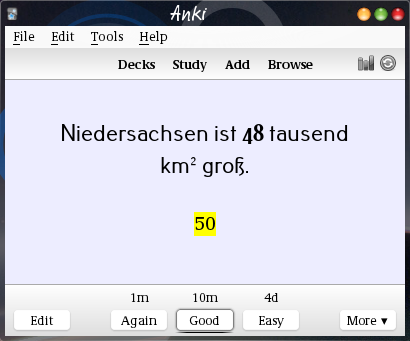 Anki
File Edit Tools Help
Decks Study Add Browse
Niedersachsen ist 48 tausend
km² groß.
50
1m 10m 4d
Edit Again Good Easy More ▾